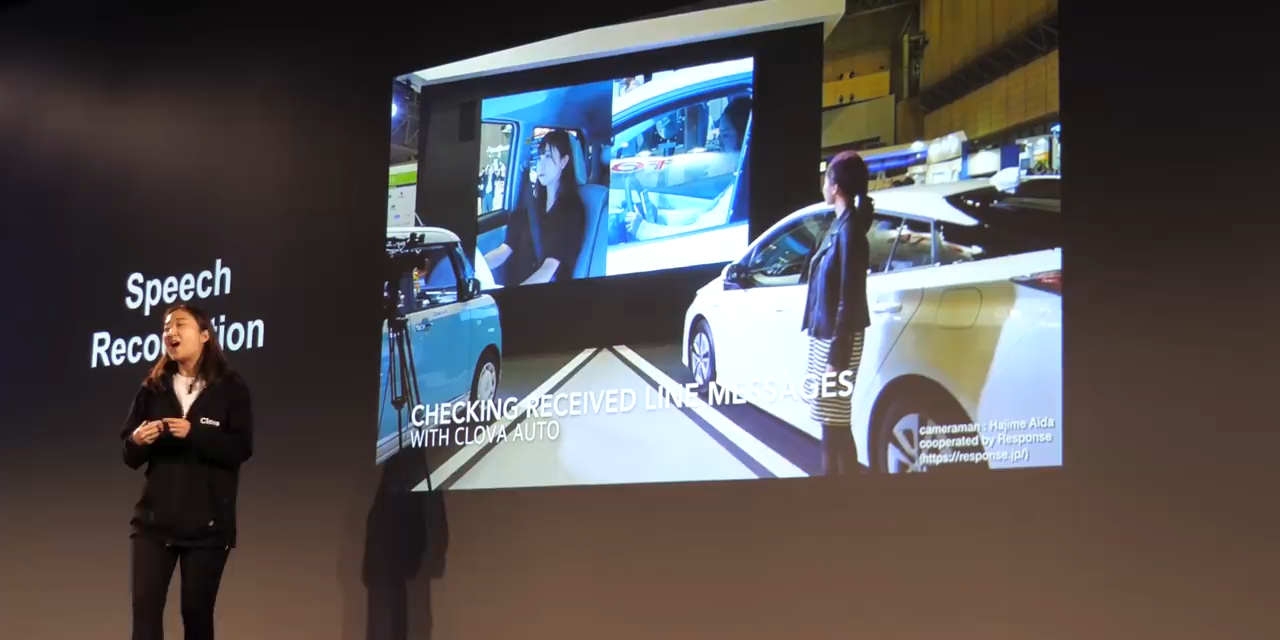 Speech
Reco tion
CHECKING RECEIVED LINE MESSAGES
WITH CLOVA AUTO
cameraman : Hajime Aida
cooperated by Response
(https://response.jp/)
Clova